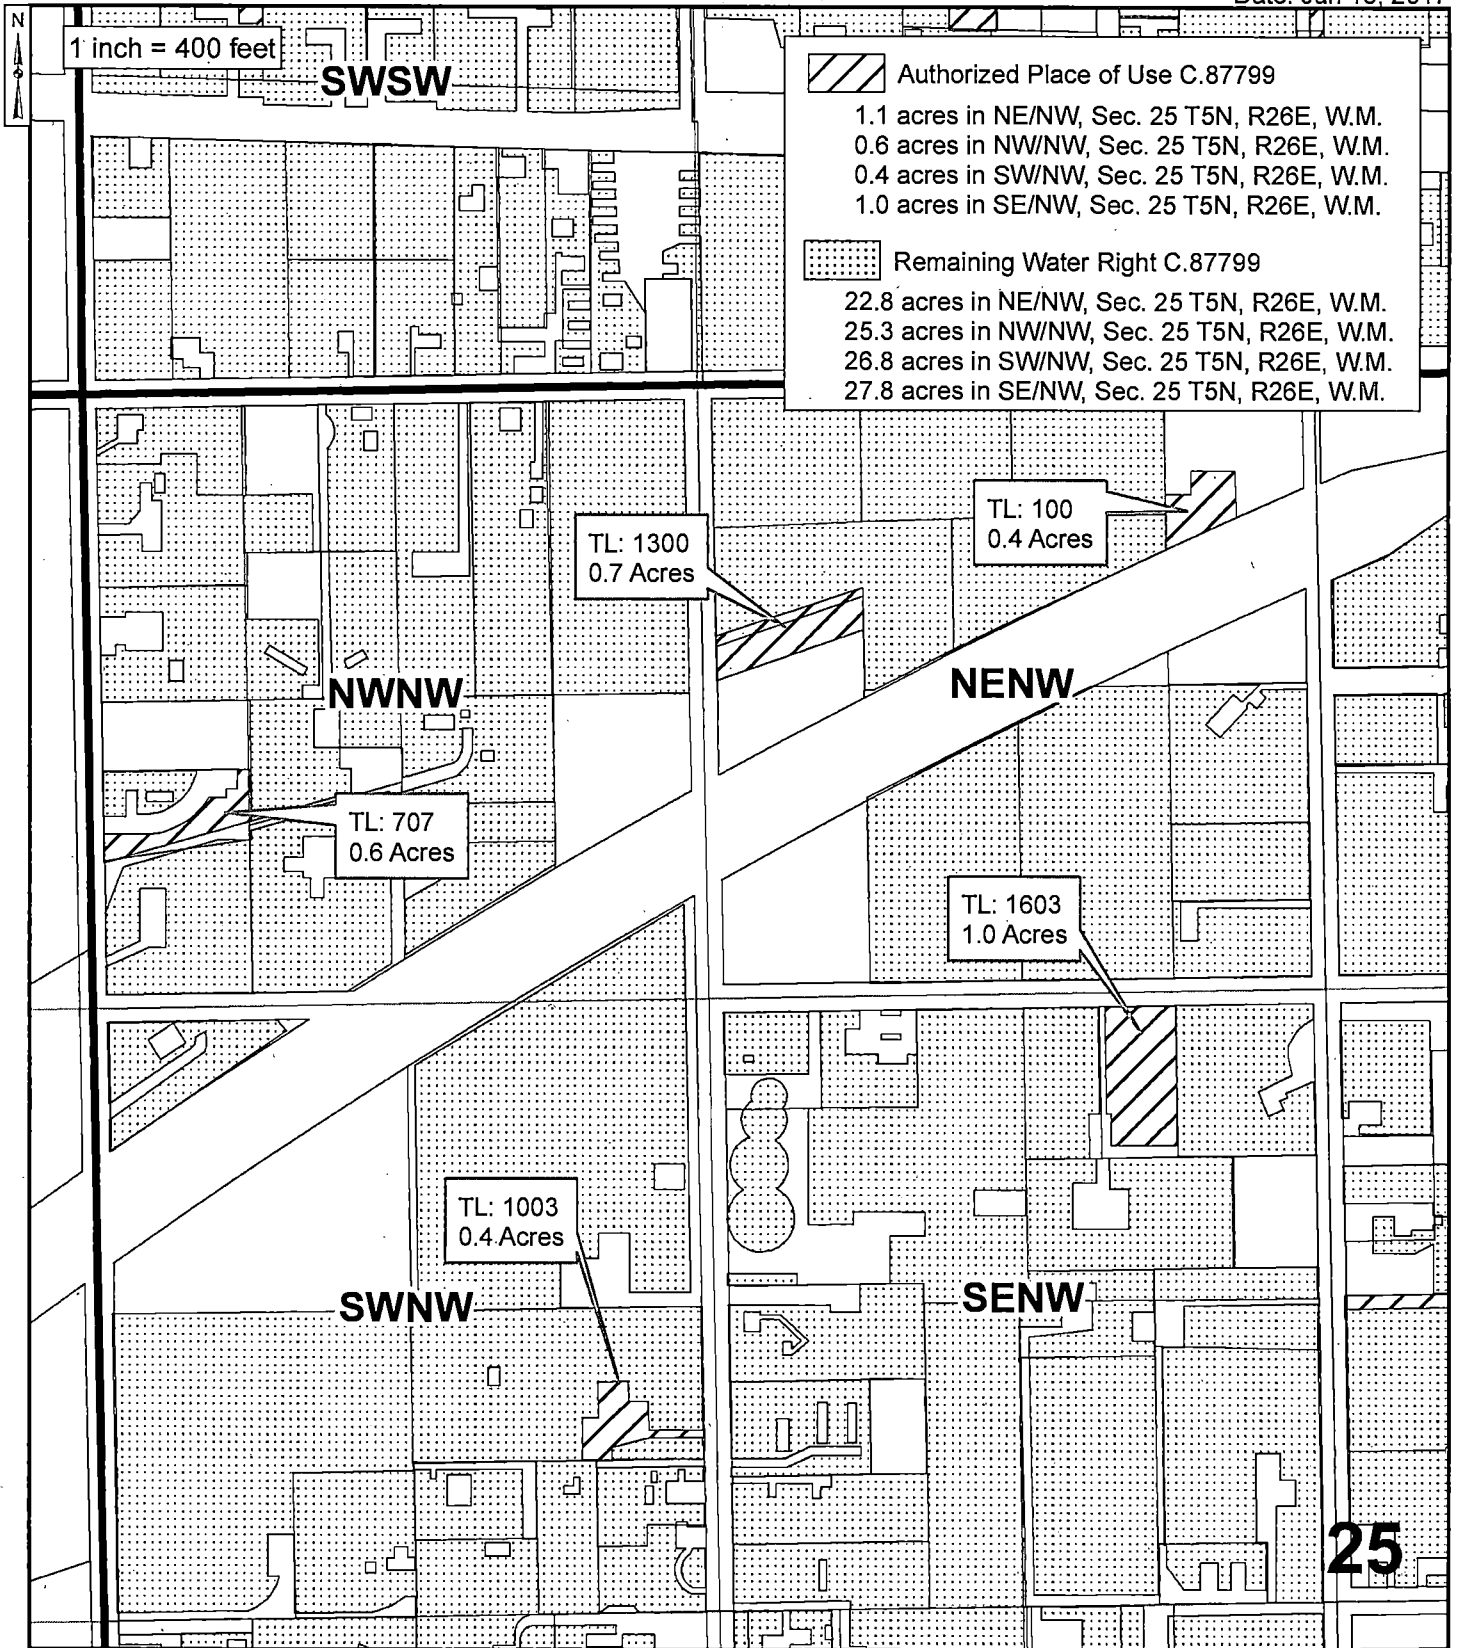 N
1 inch = 400 feet
SWSW
Authorized Place of Use C.87799
1.1 acres in NE/NW, Sec. 25 T5N, R26E, W.M.
0.6 acres in NW/NW, Sec. 25 T5N, R26E, W.M.
0.4 acres in SW/NW, Sec. 25 T5N, R26E, W.M.
1.0 acres in SE/NW, Sec. 25 T5N, R26E, W.M.
Remaining Water Right C.87799
22.8 acres in NE/NW, Sec. 25 T5N, R26E, W.M.
25.3 acres in NW/NW, Sec. 25 T5N, R26E, W.M.
26.8 acres in SW/NW, Sec. 25 T5N, R26E, W.M.
27.8 acres in SE/NW, Sec. 25 T5N, R26E, W.M.
TL: 100
0.4 Acres
TL: 1300
0.7 Acres
NWNW
NENW
TL: 707
0.6 Acres
TL: 1603
1.0 Acres
TL: 1003
0.4 Acres
SWNW
SENW
25